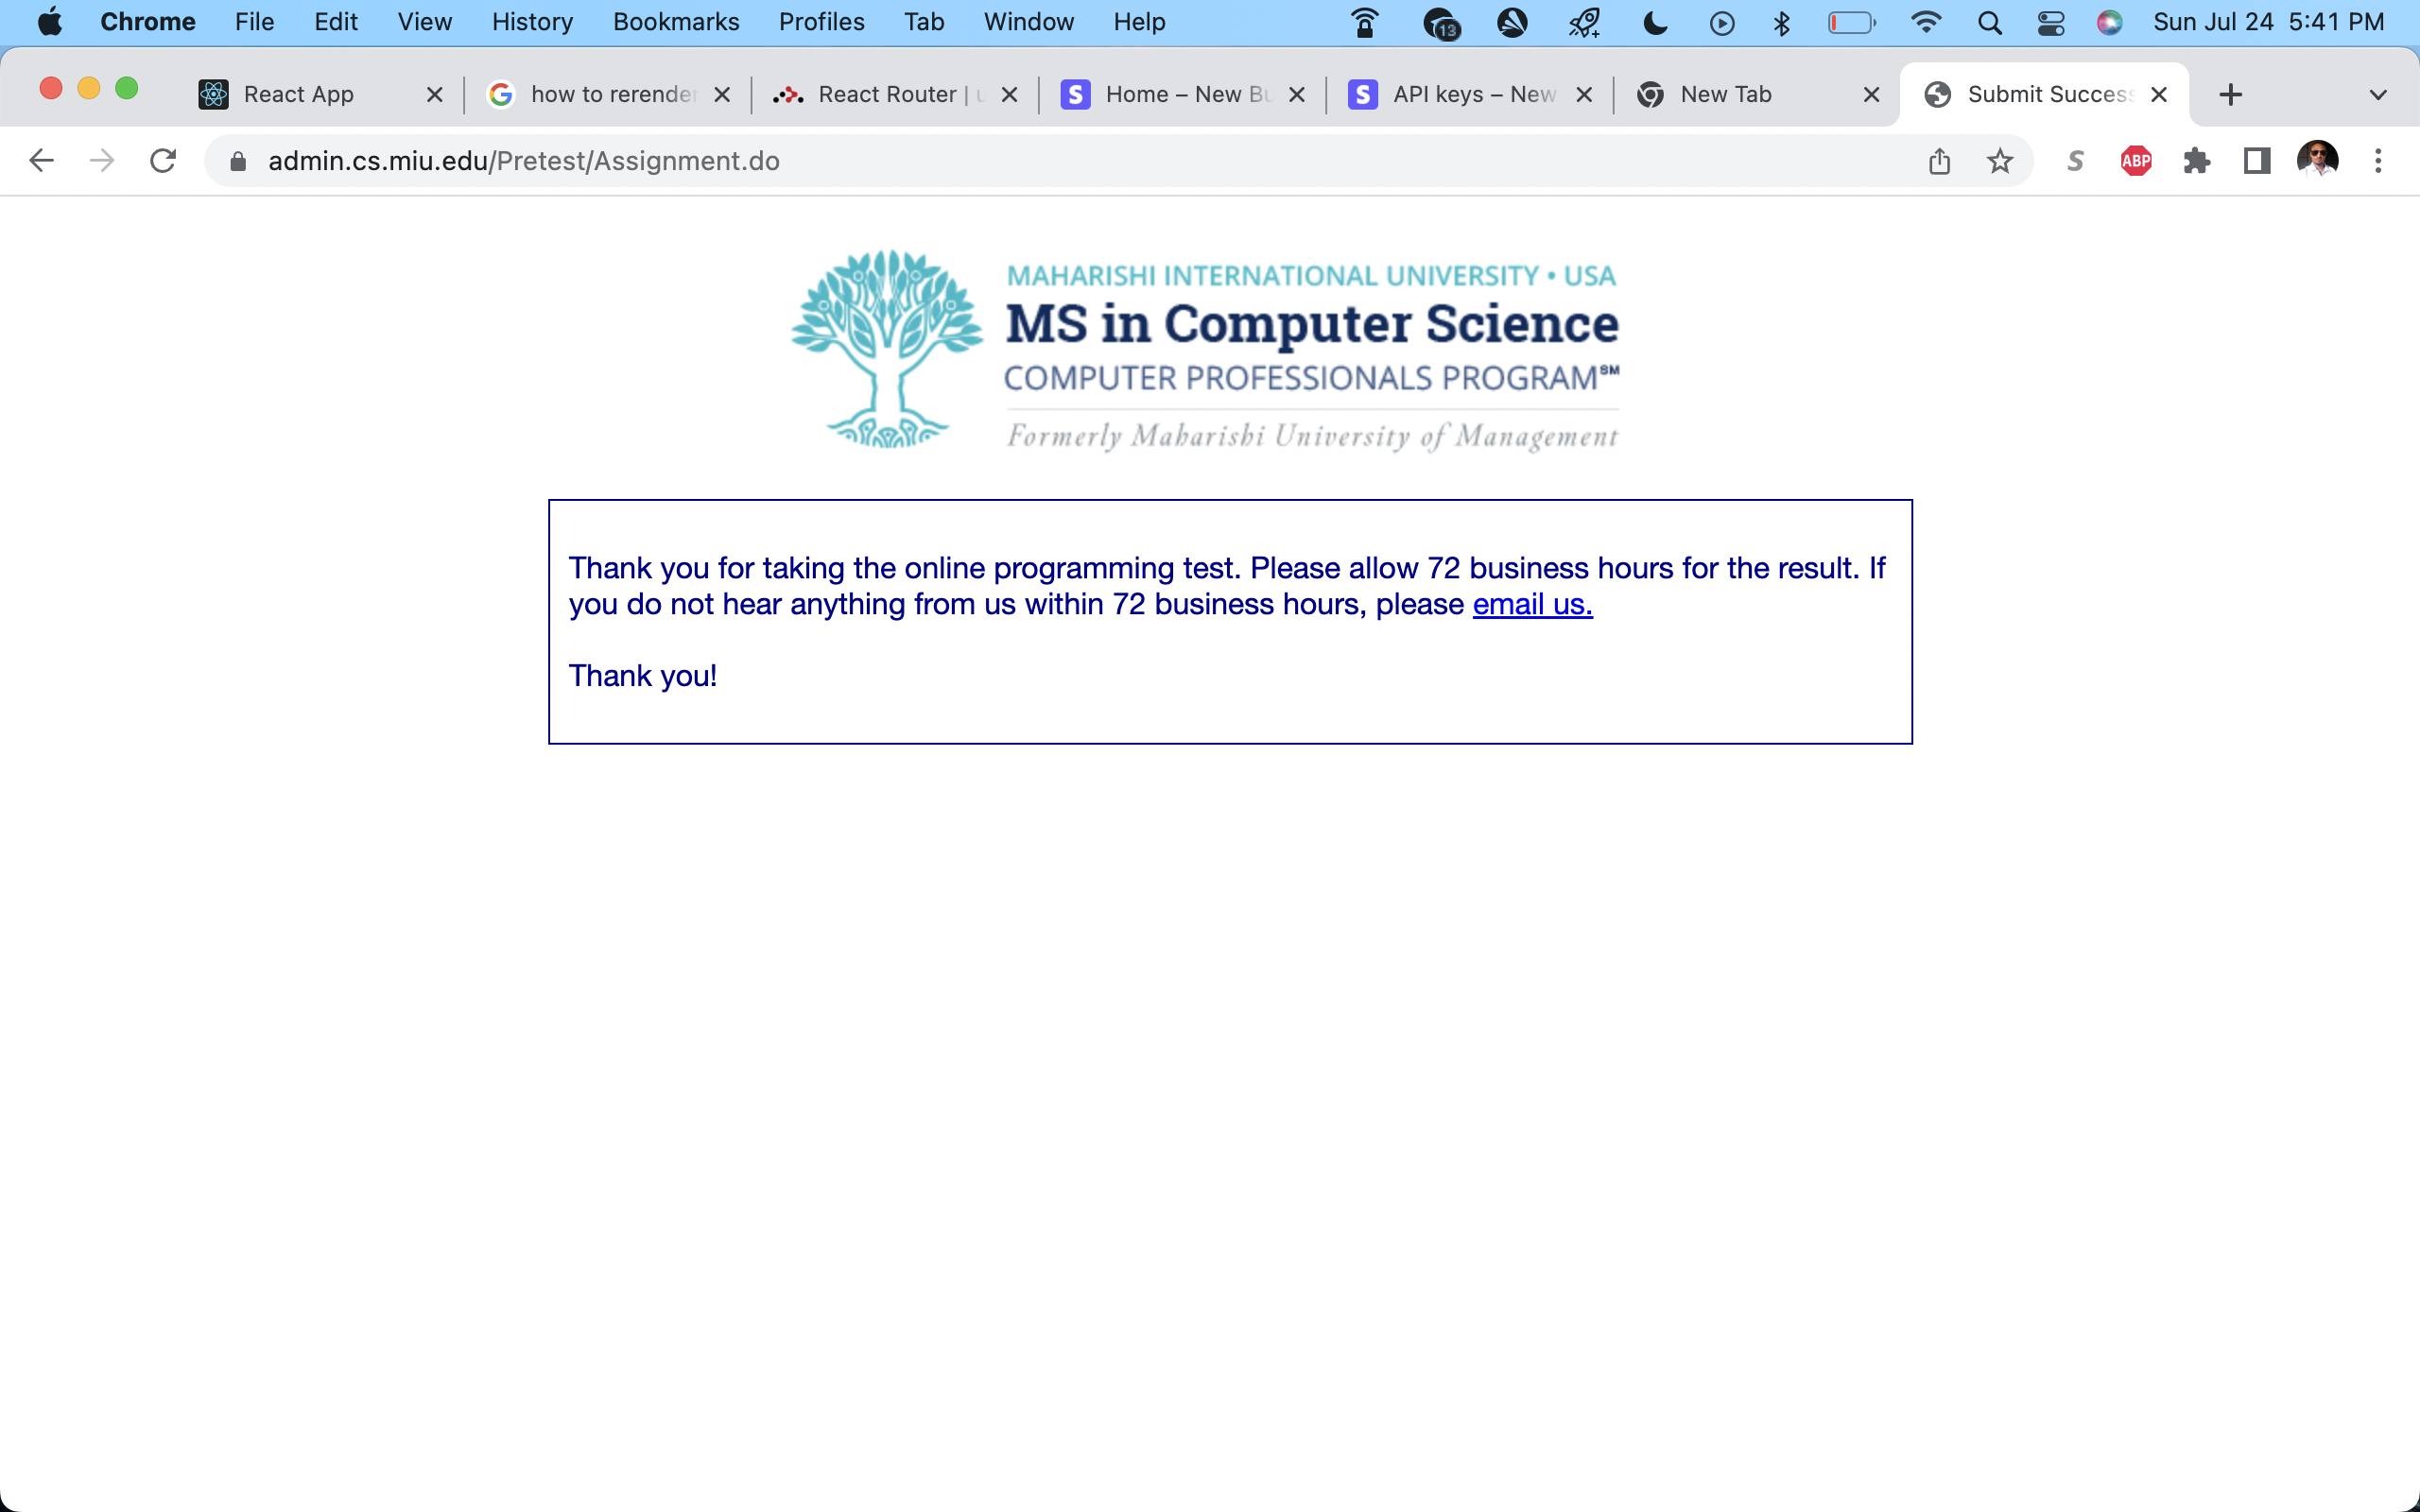 Chrome File Edit View History Bookmarks Profiles Tab Window Help 13 Sun Jul 24 5:41 PM
React App how to rerender React Router | u S Home – New Bu S API keys – New New Tab Submit Success
admin.cs.miu.edu/Pretest/Assignment.do S ABP
MAHARISHI INTERNATIONAL UNIVERSITY • USA
MS in Computer Science
COMPUTER PROFESSIONALS PROGRAM℠
Formerly Maharishi University of Management
Thank you for taking the online programming test. Please allow 72 business hours for the result. If
you do not hear anything from us within 72 business hours, please email us.
Thank you!